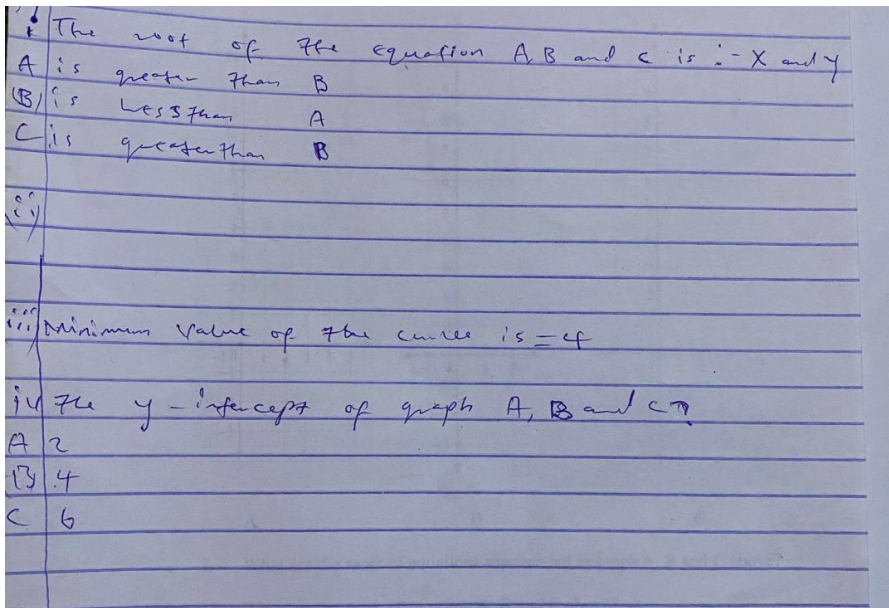 i The root of the equation A, B and C is :- X and y
A is greater than B
(B) is Less than A
C is greater than B
ii)
iii) Minimum value of the curve is = 4
iv The y-intercept of graph A, B and C?
A 2
B 4
C 6